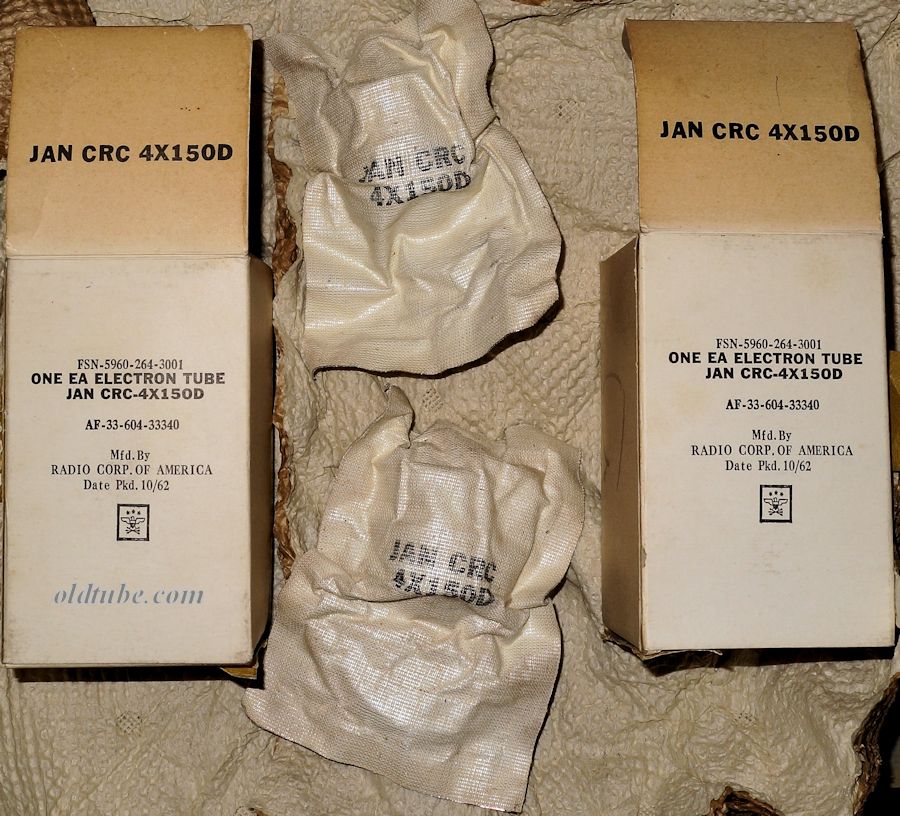 JAN CRC 4X150D
FSN-5960-264-3001
ONE EA ELECTRON TUBE
JAN CRC-4X150D
AF-33-604-33340
Mfd. By
RADIO CORP. OF AMERICA
Date Pkd. 10/62
oldtube.com
JAN CRC
4X150D
JAN CRC
4X150D
JAN CRC 4X150D
FSN-5960-264-3001
ONE EA ELECTRON TUBE
JAN CRC-4X150D
AF-33-604-33340
Mfd. By
RADIO CORP. OF AMERICA
Date Pkd. 10/62